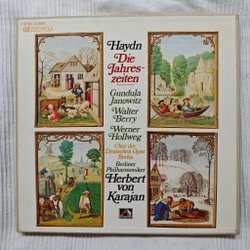 ELECTROLA
Haydn
Die Jahres-
zeiten
Gundula
Janowitz
Walter
Berry
Werner
Hollweg
Chor der
Deutschen Oper
Berlin
Berliner
Philharmoniker
Herbert
von
Karajan